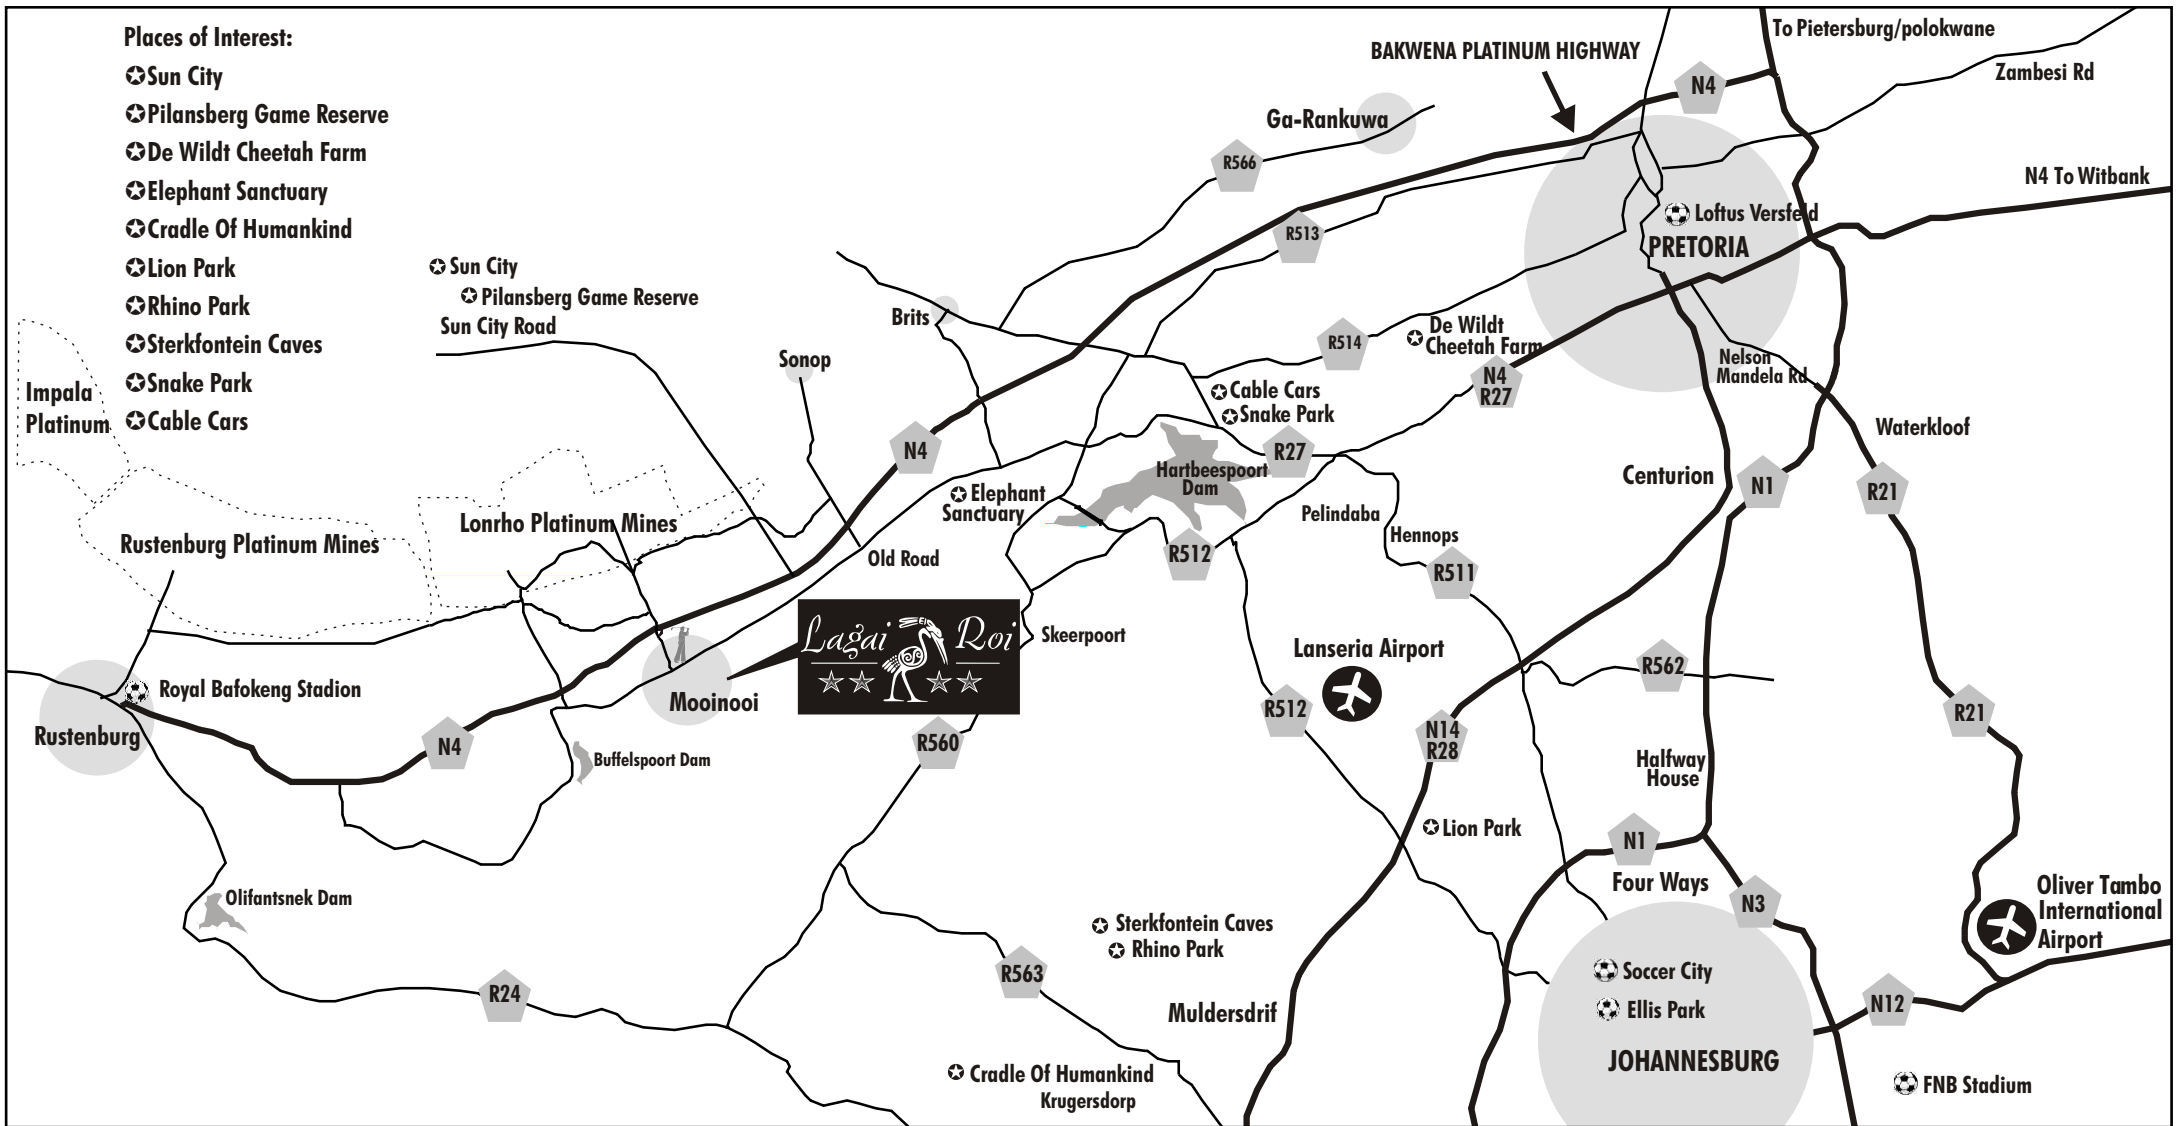 Places of Interest:
Sun City
Pilansberg Game Reserve
De Wildt Cheetah Farm
Elephant Sanctuary
Cradle Of Humankind
Lion Park
Rhino Park
Sterkfontein Caves
Snake Park
Cable Cars
To Pietersburg/polokwane
BAKWENA PLATINUM HIGHWAY
Zambesi Rd
N4
Ga-Rankuwa
R566
N4 To Witbank
Loftus Versfeld
PRETORIA
R513
Sun City
Pilansberg Game Reserve
Sun City Road
Brits
Sonop
R514
De Wildt
Cheetah Farm
Nelson
Mandela Rd
N4
R27
Cable Cars
Snake Park
Impala
Platinum
Waterkloof
N4
R27
Hartbeespoort
Dam
Centurion
N1
R21
Elephant
Sanctuary
Pelindaba
Hennops
Lonrho Platinum Mines
Rustenburg Platinum Mines
Old Road
R512
R511
Lagai Roi
Skeerpoort
Lanseria Airport
R562
Royal Bafokeng Stadion
Mooinooi
R512
R21
Rustenburg
N4
R560
N14
R28
Buffelspoort Dam
Halfway
House
Lion Park
N1
Four Ways
N3
Oliver Tambo
International
Airport
Olifantsnek Dam
Sterkfontein Caves
Rhino Park
R563
Soccer City
R24
Muldersdrif
Ellis Park
N12
JOHANNESBURG
Cradle Of Humankind
Krugersdorp
FNB Stadium